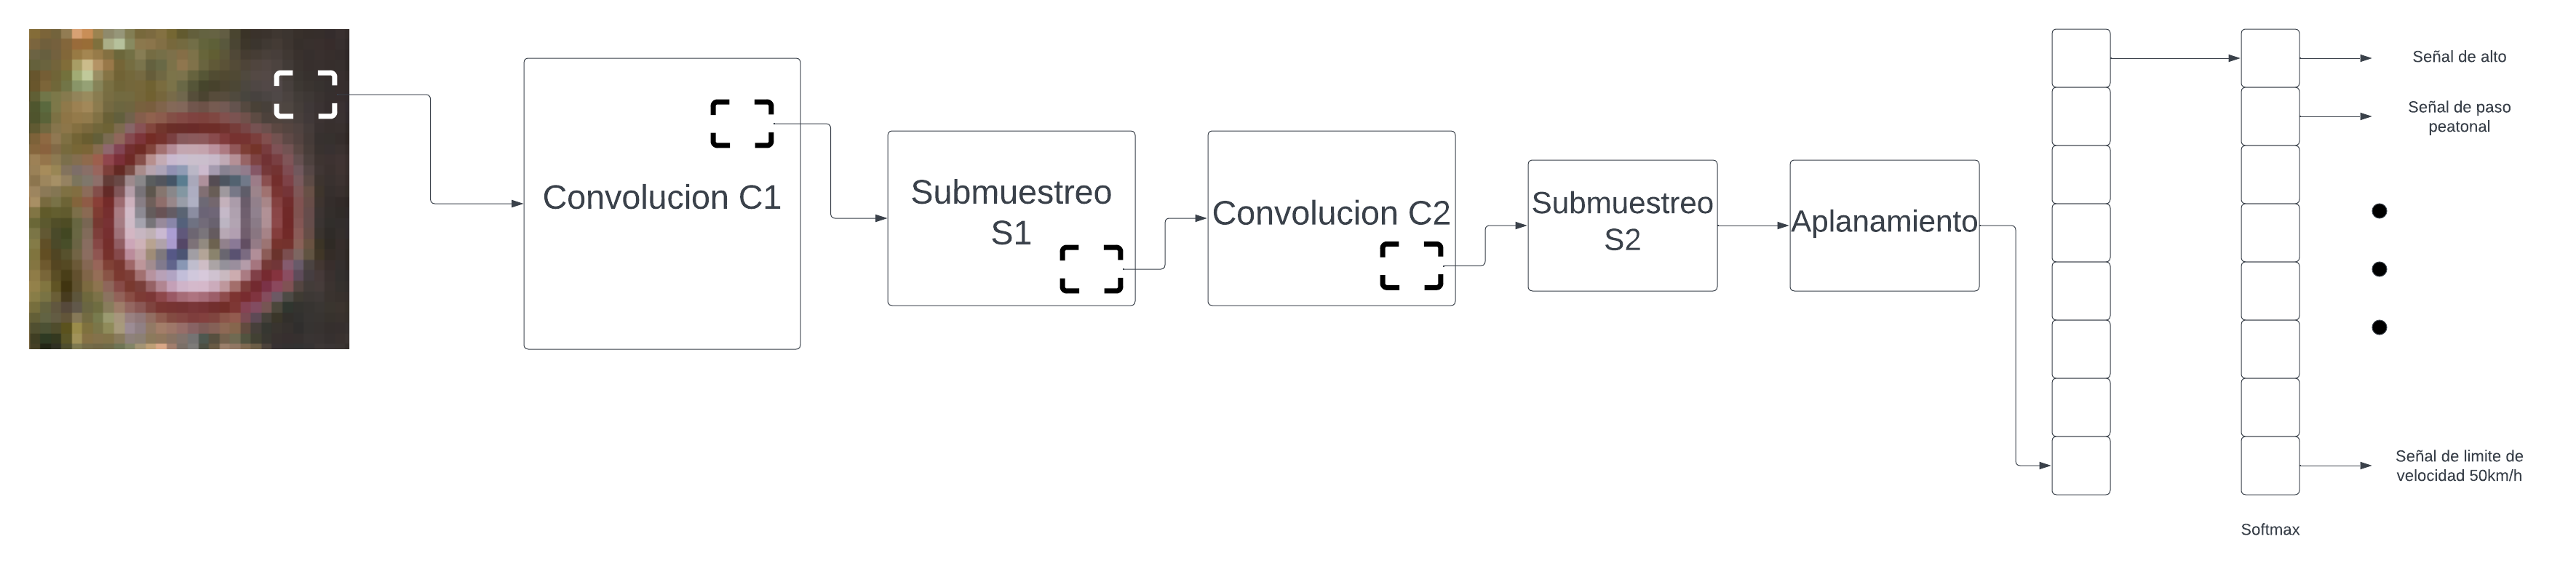 Convolucion C1
Submuestreo
S1
Convolucion C2
Submuestreo
S2
Aplanamiento
Señal de alto
Señal de paso
peatonal
Señal de limite de
velocidad 50km/h
Softmax